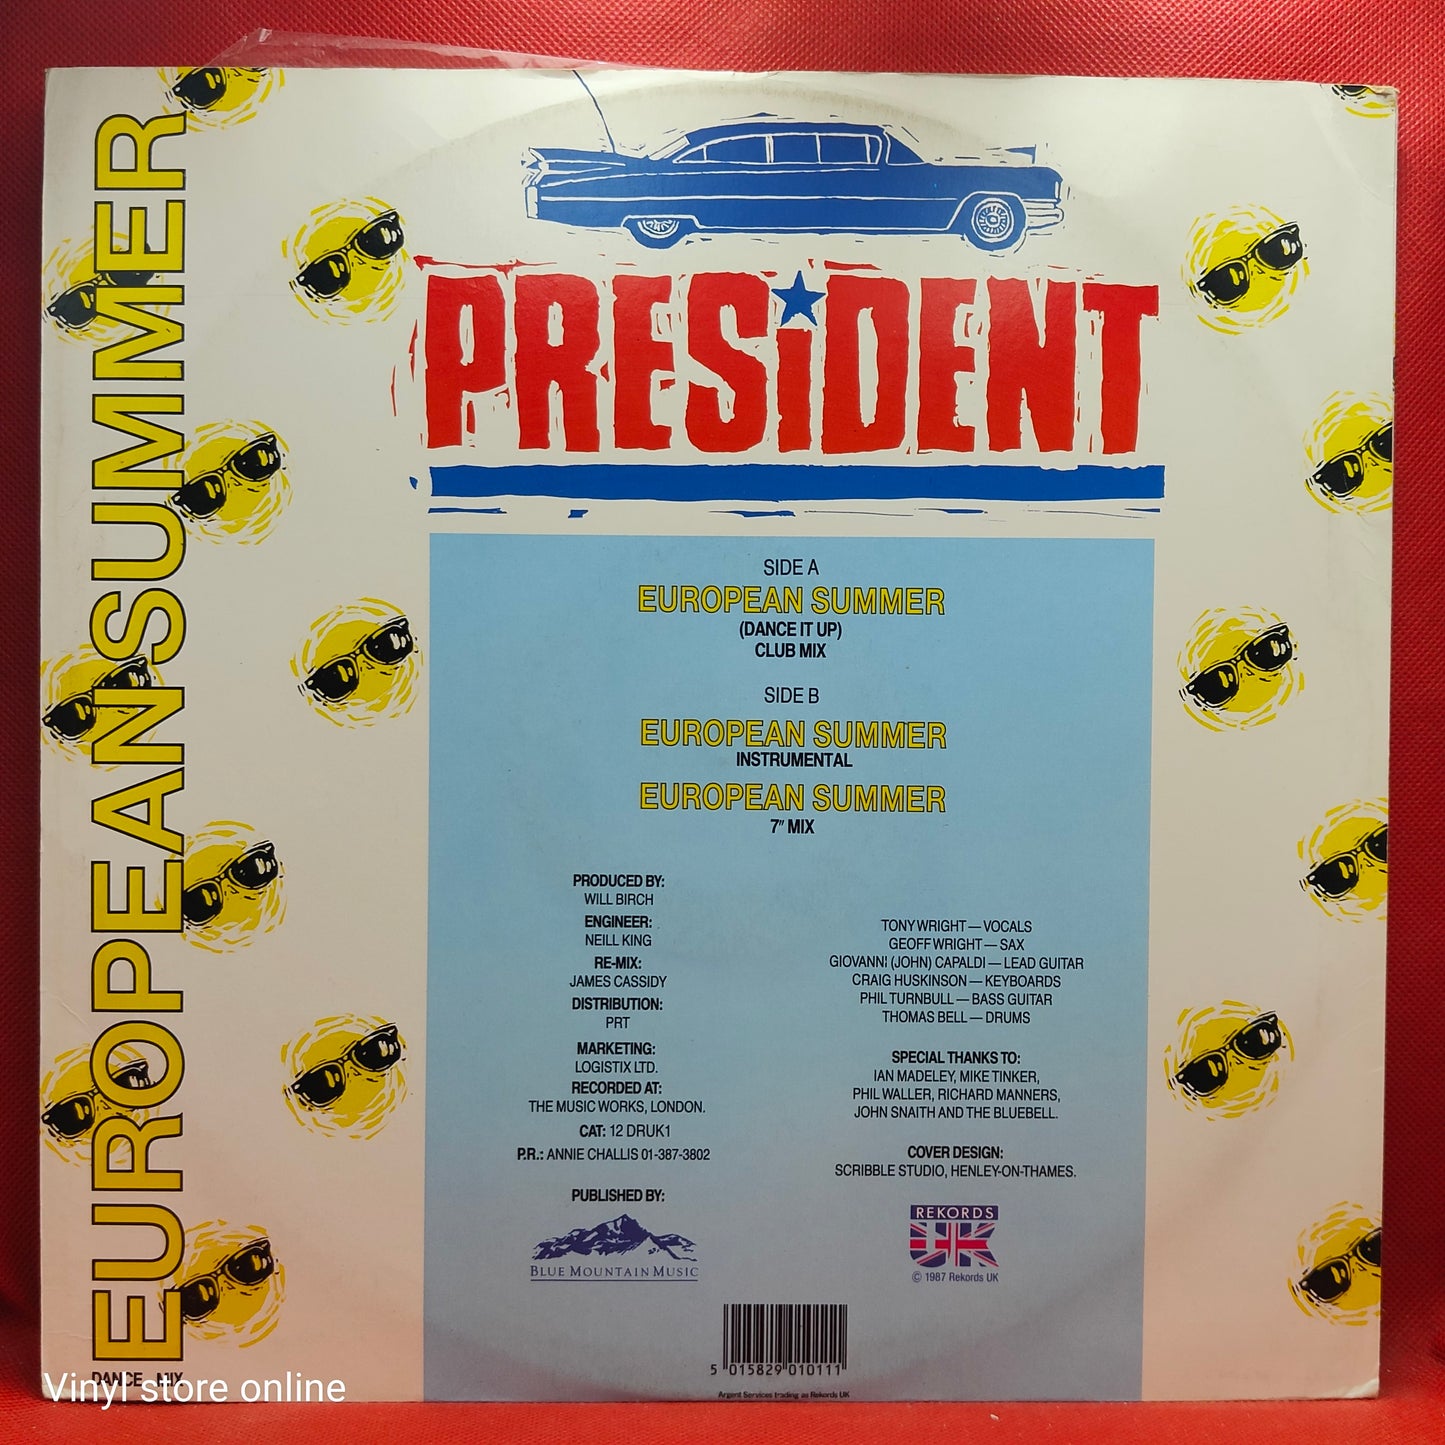 EUROPEAN SUMMER
DANCE MIX
PRESiDENT
SIDE A
EUROPEAN SUMMER
(DANCE IT UP)
CLUB MIX
SIDE B
EUROPEAN SUMMER
INSTRUMENTAL
EUROPEAN SUMMER
7" MIX
PRODUCED BY:
WILL BIRCH
ENGINEER:
NEILL KING
RE-MIX:
JAMES CASSIDY
DISTRIBUTION:
PRT
MARKETING:
LOGISTIX LTD.
RECORDED AT:
THE MUSIC WORKS, LONDON.
CAT: 12 DRUK1
P.R.: ANNIE CHALLIS 01-387-3802
PUBLISHED BY:
BLUE MOUNTAIN MUSIC
TONY WRIGHT — VOCALS
GEOFF WRIGHT — SAX
GIOVANNI (JOHN) CAPALDI — LEAD GUITAR
CRAIG HUSKINSON — KEYBOARDS
PHIL TURNBULL — BASS GUITAR
THOMAS BELL — DRUMS
SPECIAL THANKS TO:
IAN MADELEY, MIKE TINKER,
PHIL WALLER, RICHARD MANNERS,
JOHN SNAITH AND THE BLUEBELL.
COVER DESIGN:
SCRIBBLE STUDIO, HENLEY-ON-THAMES.
REKORDS
UK
© 1987 Rekords UK
5 015829 010111
Argent Services trading as Rekords UK
Vinyl store online